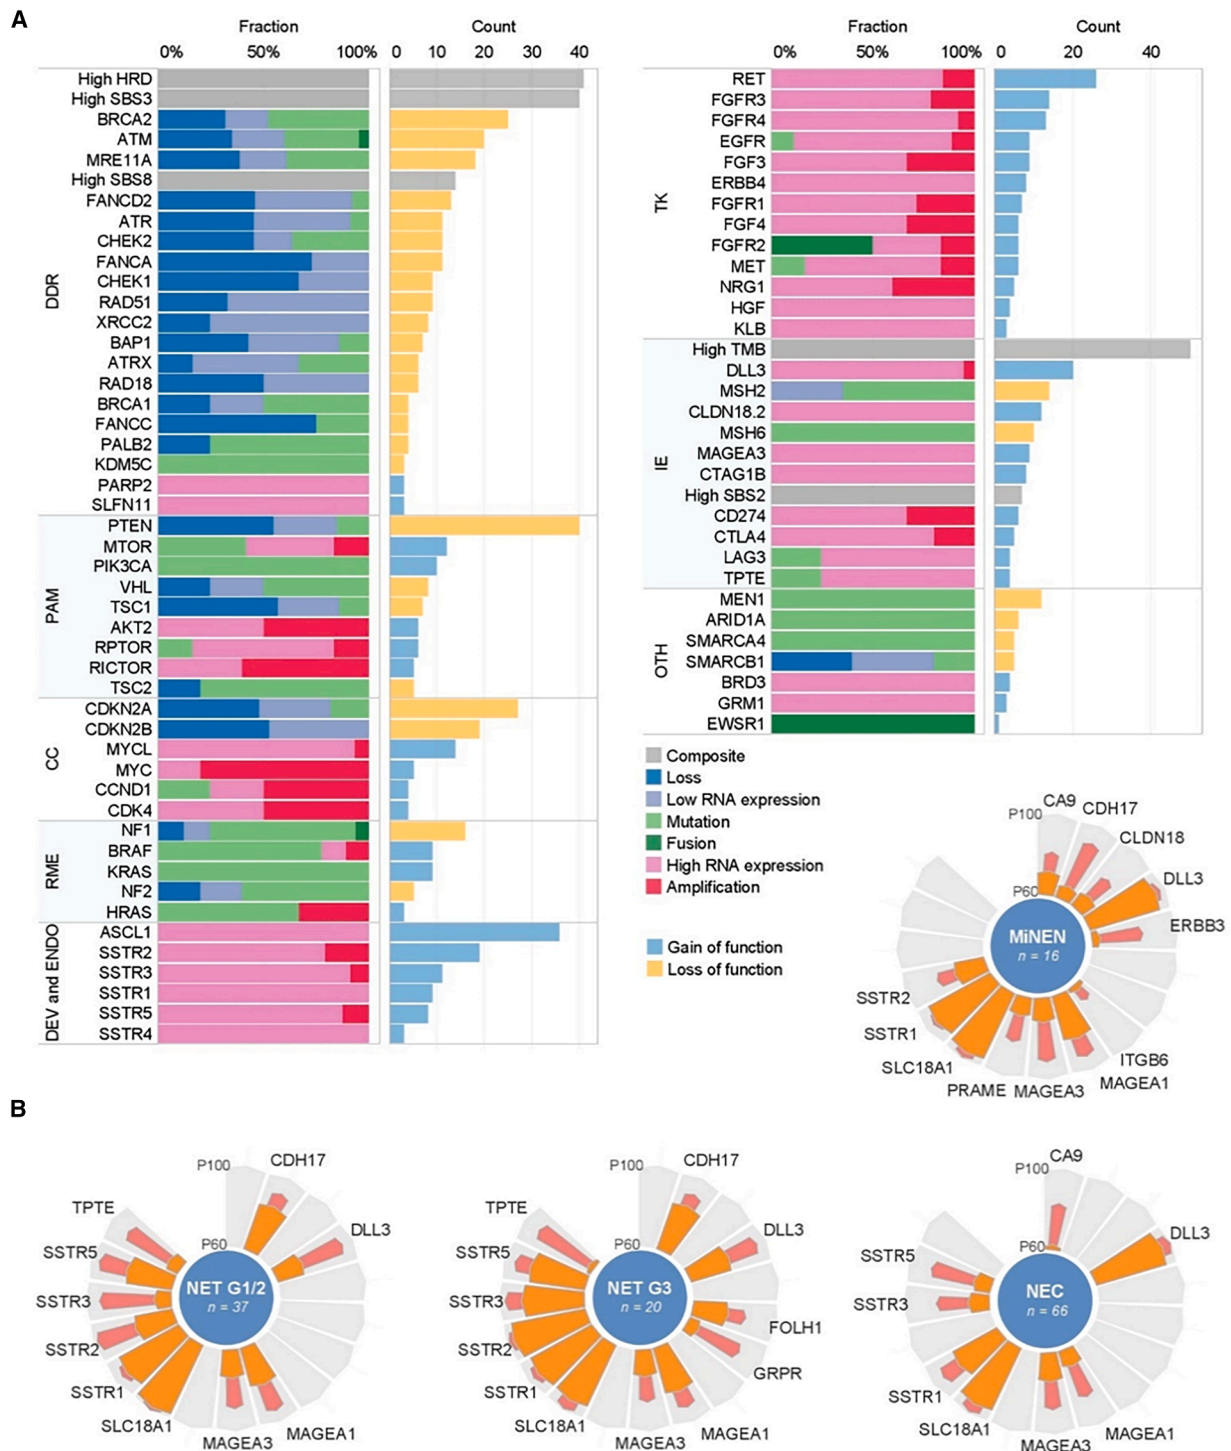 A
Fraction
Count
0% 50% 100%
0 10 20 30 40
DDR
High HRD
High SBS3
BRCA2
ATM
MRE11A
High SBS8
FANCD2
ATR
CHEK2
FANCA
CHEK1
RAD51
XRCC2
BAP1
ATRX
RAD18
BRCA1
FANCC
PALB2
KDM5C
PARP2
SLFN11
PAM
PTEN
MTOR
PIK3CA
VHL
TSC1
AKT2
RPTOR
RICTOR
TSC2
CC
CDKN2A
CDKN2B
MYCL
MYC
CCND1
CDK4
RME
NF1
BRAF
KRAS
NF2
HRAS
DEV and ENDO
ASCL1
SSTR2
SSTR3
SSTR1
SSTR5
SSTR4
Fraction
Count
0% 50% 100%
0 20 40
TK
RET
FGFR3
FGFR4
EGFR
FGF3
ERBB4
FGFR1
FGF4
FGFR2
MET
NRG1
HGF
KLB
IE
High TMB
DLL3
MSH2
CLDN18.2
MSH6
MAGEA3
CTAG1B
High SBS2
CD274
CTLA4
LAG3
TPTE
OTH
MEN1
ARID1A
SMARCA4
SMARCB1
BRD3
GRM1
EWSR1
Composite
Loss
Low RNA expression
Mutation
Fusion
High RNA expression
Amplification
Gain of function
Loss of function
P100
P60
CA9
CDH17
CLDN18
DLL3
ERBB3
ITGB6
MAGEA1
MAGEA3
PRAME
SLC18A1
SSTR1
SSTR2
MiNEN
n = 16
B
P100
P60
CDH17
DLL3
MAGEA1
MAGEA3
SLC18A1
SSTR1
SSTR2
SSTR3
SSTR5
TPTE
NET G1/2
n = 37
P100
P60
CDH17
DLL3
FOLH1
GRPR
MAGEA1
MAGEA3
SLC18A1
SSTR1
SSTR2
SSTR3
SSTR5
TPTE
NET G3
n = 20
P100
P60
CA9
DLL3
MAGEA1
MAGEA3
SLC18A1
SSTR1
SSTR3
SSTR5
NEC
n = 66